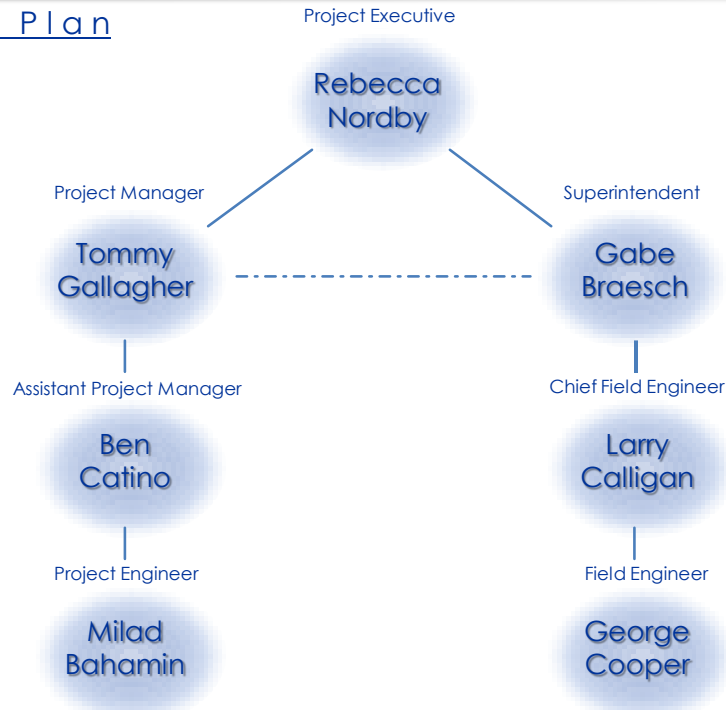 Plan
Project Executive
Rebecca
Nordby
Project Manager
Superintendent
Tommy
Gallagher
Gabe
Braesch
Assistant Project Manager
Chief Field Engineer
Ben
Catino
Larry
Calligan
Project Engineer
Field Engineer
Milad
Bahamin
George
Cooper